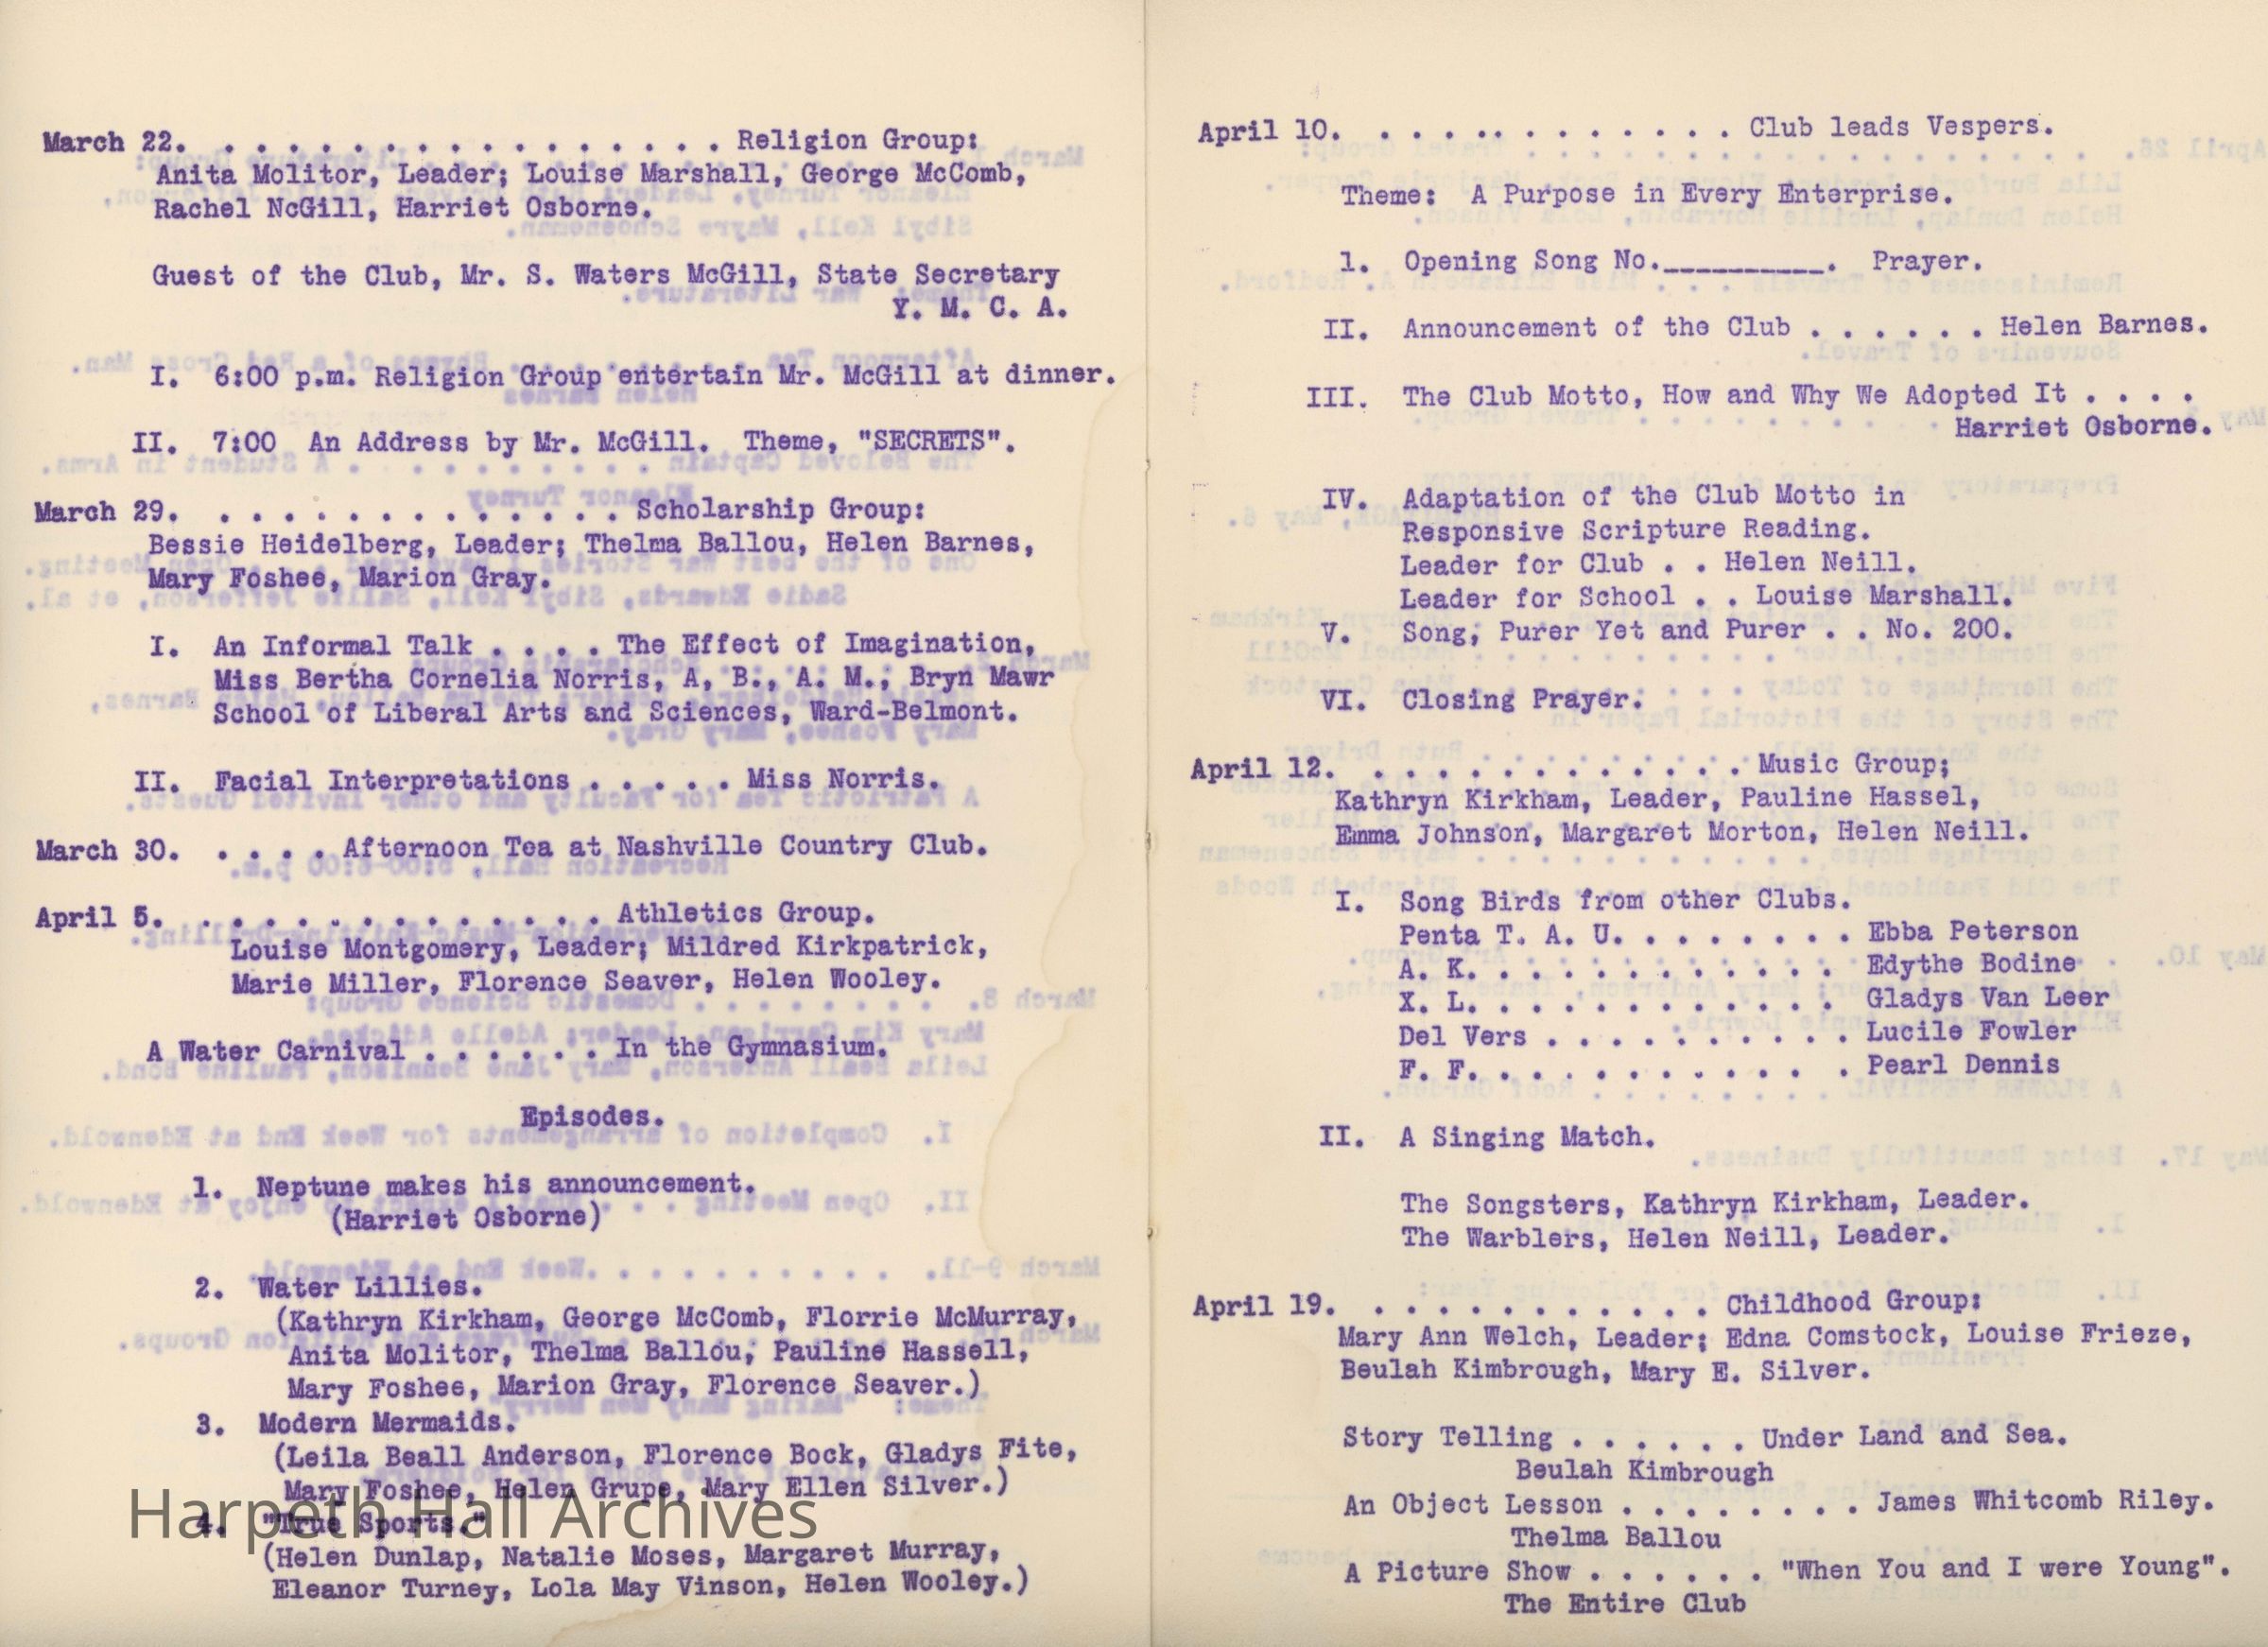 March 22. . . . . . . . . . . . . . . . . . Religion Group:
Anita Molitor, Leader; Louise Marshall, George McComb,
Rachel NcGill, Harriet Osborne.
Guest of the Club, Mr. S. Waters McGill, State Secretary
Y. M. C. A.
I. 6:00 p.m. Religion Group entertain Mr. McGill at dinner.
II. 7:00 An Address by Mr. McGill. Theme, "SECRETS".
March 29. . . . . . . . . . . . . . Scholarship Group:
Bessie Heidelberg, Leader; Thelma Ballou, Helen Barnes,
Mary Foshee, Marion Gray.
I. An Informal Talk . . . . The Effect of Imagination,
Miss Bertha Cornelia Norris, A, B., A. M., Bryn Mawr
School of Liberal Arts and Sciences, Ward-Belmont.
II. Facial Interpretations . . . . . Miss Norris.
March 30. . . . . Afternoon Tea at Nashville Country Club.
April 5. . . . . . . . . . . . . . Athletics Group.
Louise Montgomery, Leader; Mildred Kirkpatrick,
Marie Miller, Florence Seaver, Helen Wooley.
A Water Carnival . . . . . . In the Gymnasium.
Episodes.
1. Neptune makes his announcement.
(Harriet Osborne)
2. Water Lillies.
(Kathryn Kirkham, George McComb, Florrie McMurray,
Anita Molitor, Thelma Ballou, Pauline Hassell,
Mary Foshee, Marion Gray, Florence Seaver.)
3. Modern Mermaids.
(Leila Beall Anderson, Florence Bock, Gladys Fite,
Mary Foshee, Helen Grupe, Mary Ellen Silver.)
Harpeth Hall Archives
4. "True Sports."
(Helen Dunlap, Natalie Moses, Margaret Murray,
Eleanor Turney, Lola May Vinson, Helen Wooley.)
April 10. . . . . . . . . . . . Club leads Vespers.
Theme: A Purpose in Every Enterprise.
1. Opening Song No.__________. Prayer.
II. Announcement of the Club . . . . . . Helen Barnes.
III. The Club Motto, How and Why We Adopted It . . . .
Harriet Osborne.
IV. Adaptation of the Club Motto in
Responsive Scripture Reading.
Leader for Club . . Helen Neill.
Leader for School . . Louise Marshall.
V. Song, Purer Yet and Purer . . No. 200.
VI. Closing Prayer.
April 12. . . . . . . . . . . . . Music Group;
Kathryn Kirkham, Leader, Pauline Hassel,
Emma Johnson, Margaret Morton, Helen Neill.
I. Song Birds from other Clubs.
Penta T. A. U. . . . . . . . Ebba Peterson
A. K. . . . . . . . . . . . Edythe Bodine
X. L. . . . . . . . . . . . Gladys Van Leer
Del Vers . . . . . . . . . . Lucile Fowler
F. F. . . . . . . . . . . . Pearl Dennis
II. A Singing Match.
The Songsters, Kathryn Kirkham, Leader.
The Warblers, Helen Neill, Leader.
April 19. . . . . . . . . . . . Childhood Group:
Mary Ann Welch, Leader; Edna Comstock, Louise Frieze,
Beulah Kimbrough, Mary E. Silver.
Story Telling . . . . . . Under Land and Sea.
Beulah Kimbrough
An Object Lesson . . . . . . . . James Whitcomb Riley.
Thelma Ballou
A Picture Show . . . . . . "When You and I were Young".
The Entire Club